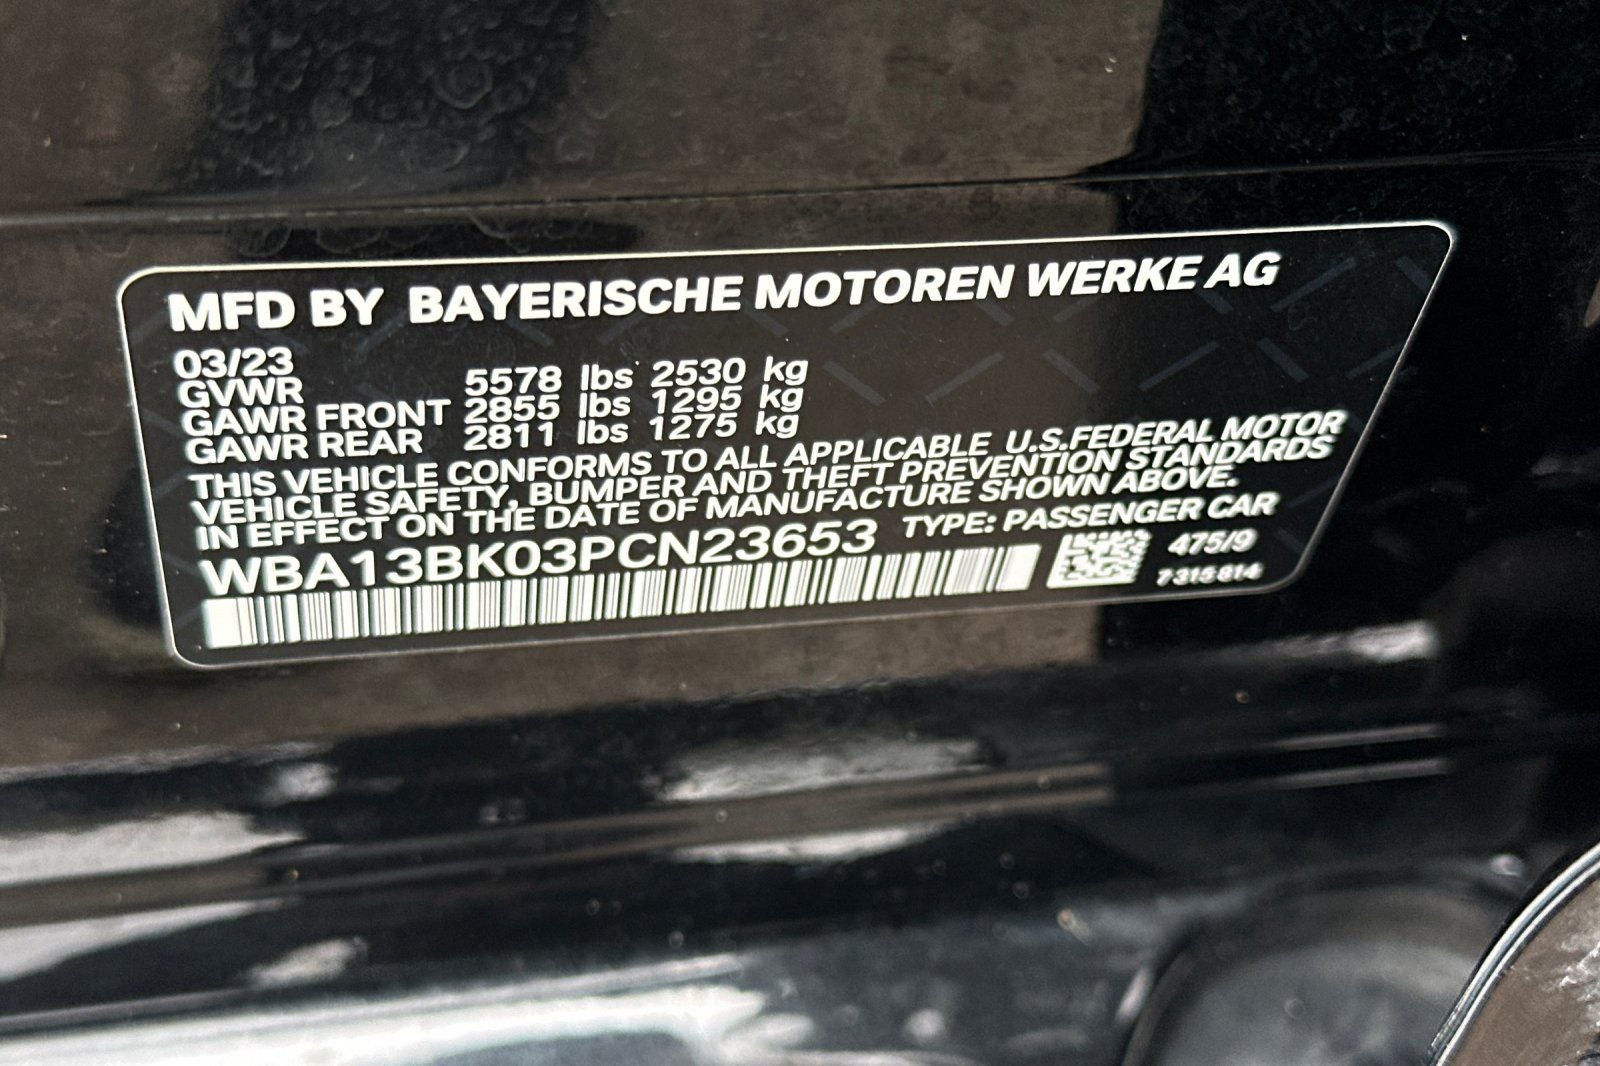 MFD BY BAYERISCHE MOTOREN WERKE AG
03/23
GVWR 5578 lbs 2530 kg
GAWR FRONT 2855 lbs 1295 kg
GAWR REAR 2811 lbs 1275 kg
THIS VEHICLE CONFORMS TO ALL APPLICABLE U.S.FEDERAL MOTOR
VEHICLE SAFETY, BUMPER AND THEFT PREVENTION STANDARDS
IN EFFECT ON THE DATE OF MANUFACTURE SHOWN ABOVE.
WBA13BK03PCN23653 TYPE: PASSENGER CAR
475/9
7 315 814